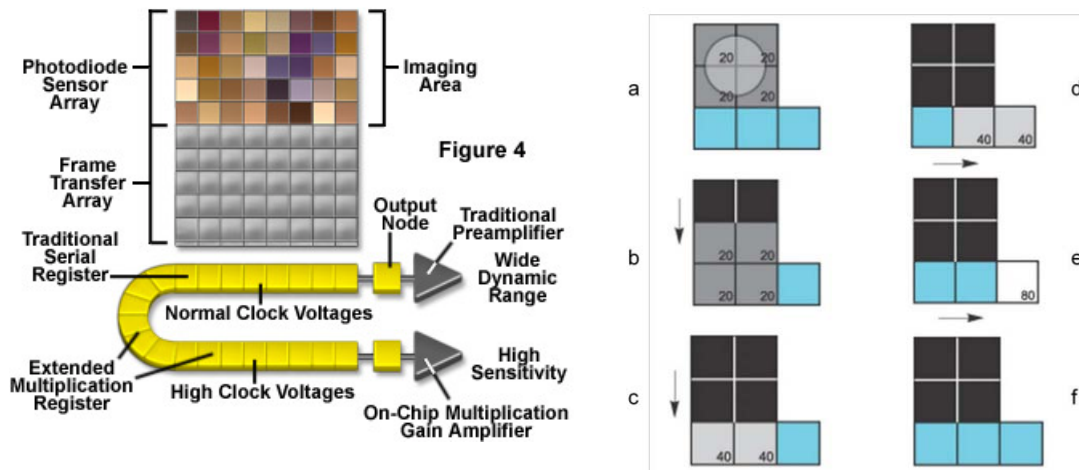 Photodiode
Sensor
Array
Imaging
Area
Figure 4
Frame
Transfer
Array
Output
Node
Traditional
Preamplifier
Traditional
Serial
Register
Wide
Dynamic
Range
Normal Clock Voltages
Extended
Multiplication
Register
High Clock Voltages
High
Sensitivity
On-Chip Multiplication
Gain Amplifier
a
20 20
20 20
b
20 20
20 20
c
40 40
d
40 40
e
80
f